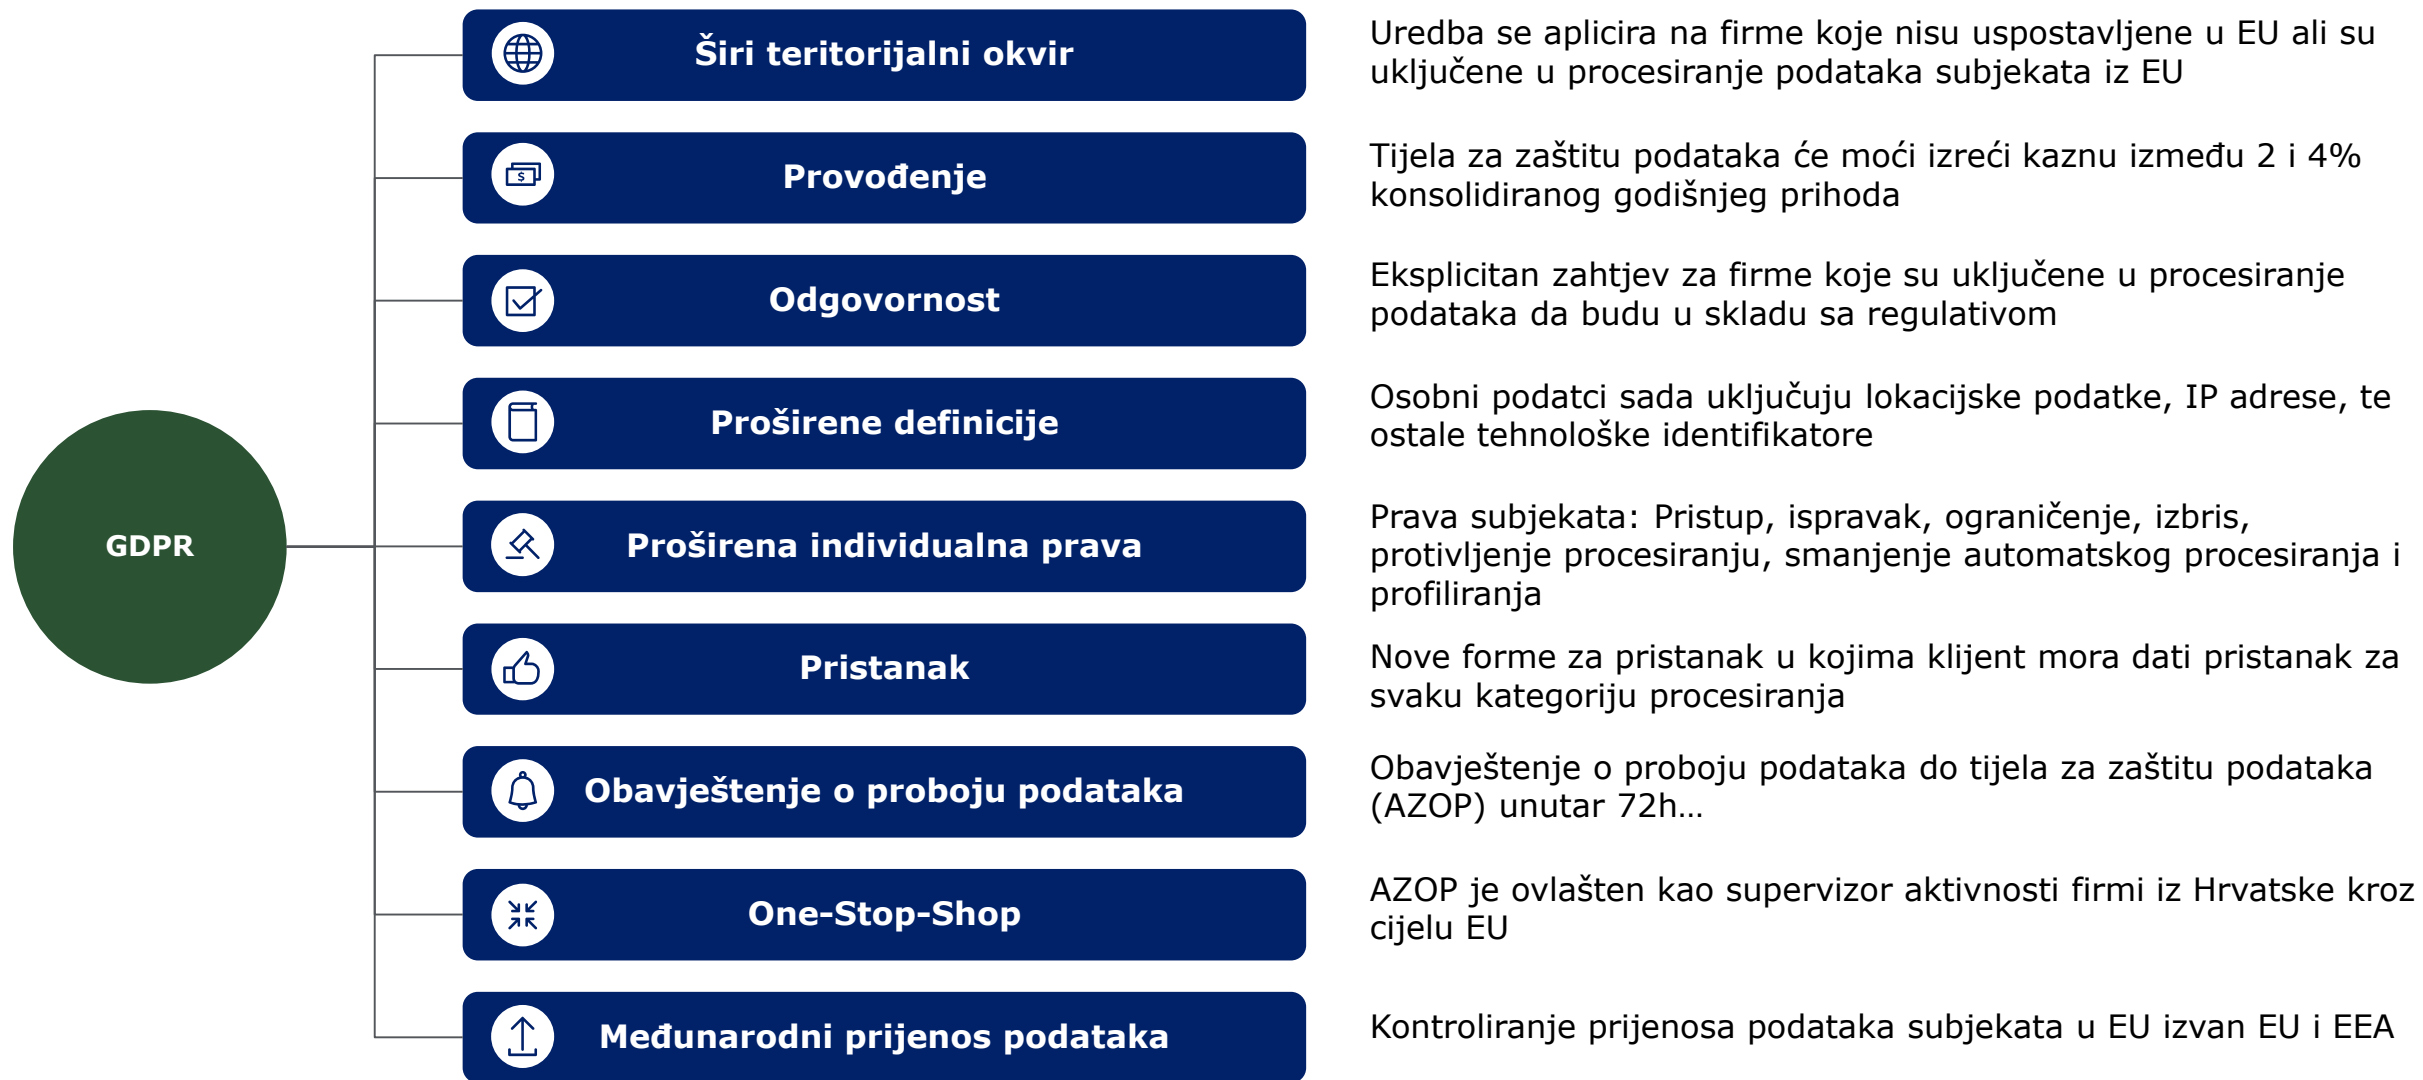 GDPR
Širi teritorijalni okvir
Uredba se aplicira na firme koje nisu uspostavljene u EU ali su
uključene u procesiranje podataka subjekata iz EU
$
Provođenje
Tijela za zaštitu podataka će moći izreći kaznu između 2 i 4%
konsolidiranog godišnjeg prihoda
Odgovornost
Eksplicitan zahtjev za firme koje su uključene u procesiranje
podataka da budu u skladu sa regulativom
Proširene definicije
Osobni podatci sada uključuju lokacijske podatke, IP adrese, te
ostale tehnološke identifikatore
Proširena individualna prava
Prava subjekata: Pristup, ispravak, ograničenje, izbris,
protivljenje procesiranju, smanjenje automatskog procesiranja i
profiliranja
Pristanak
Nove forme za pristanak u kojima klijent mora dati pristanak za
svaku kategoriju procesiranja
Obavještenje o proboju podataka
Obavještenje o proboju podataka do tijela za zaštitu podataka
(AZOP) unutar 72h…
One-Stop-Shop
AZOP je ovlašten kao supervizor aktivnosti firmi iz Hrvatske kroz
cijelu EU
Međunarodni prijenos podataka
Kontroliranje prijenosa podataka subjekata u EU izvan EU i EEA